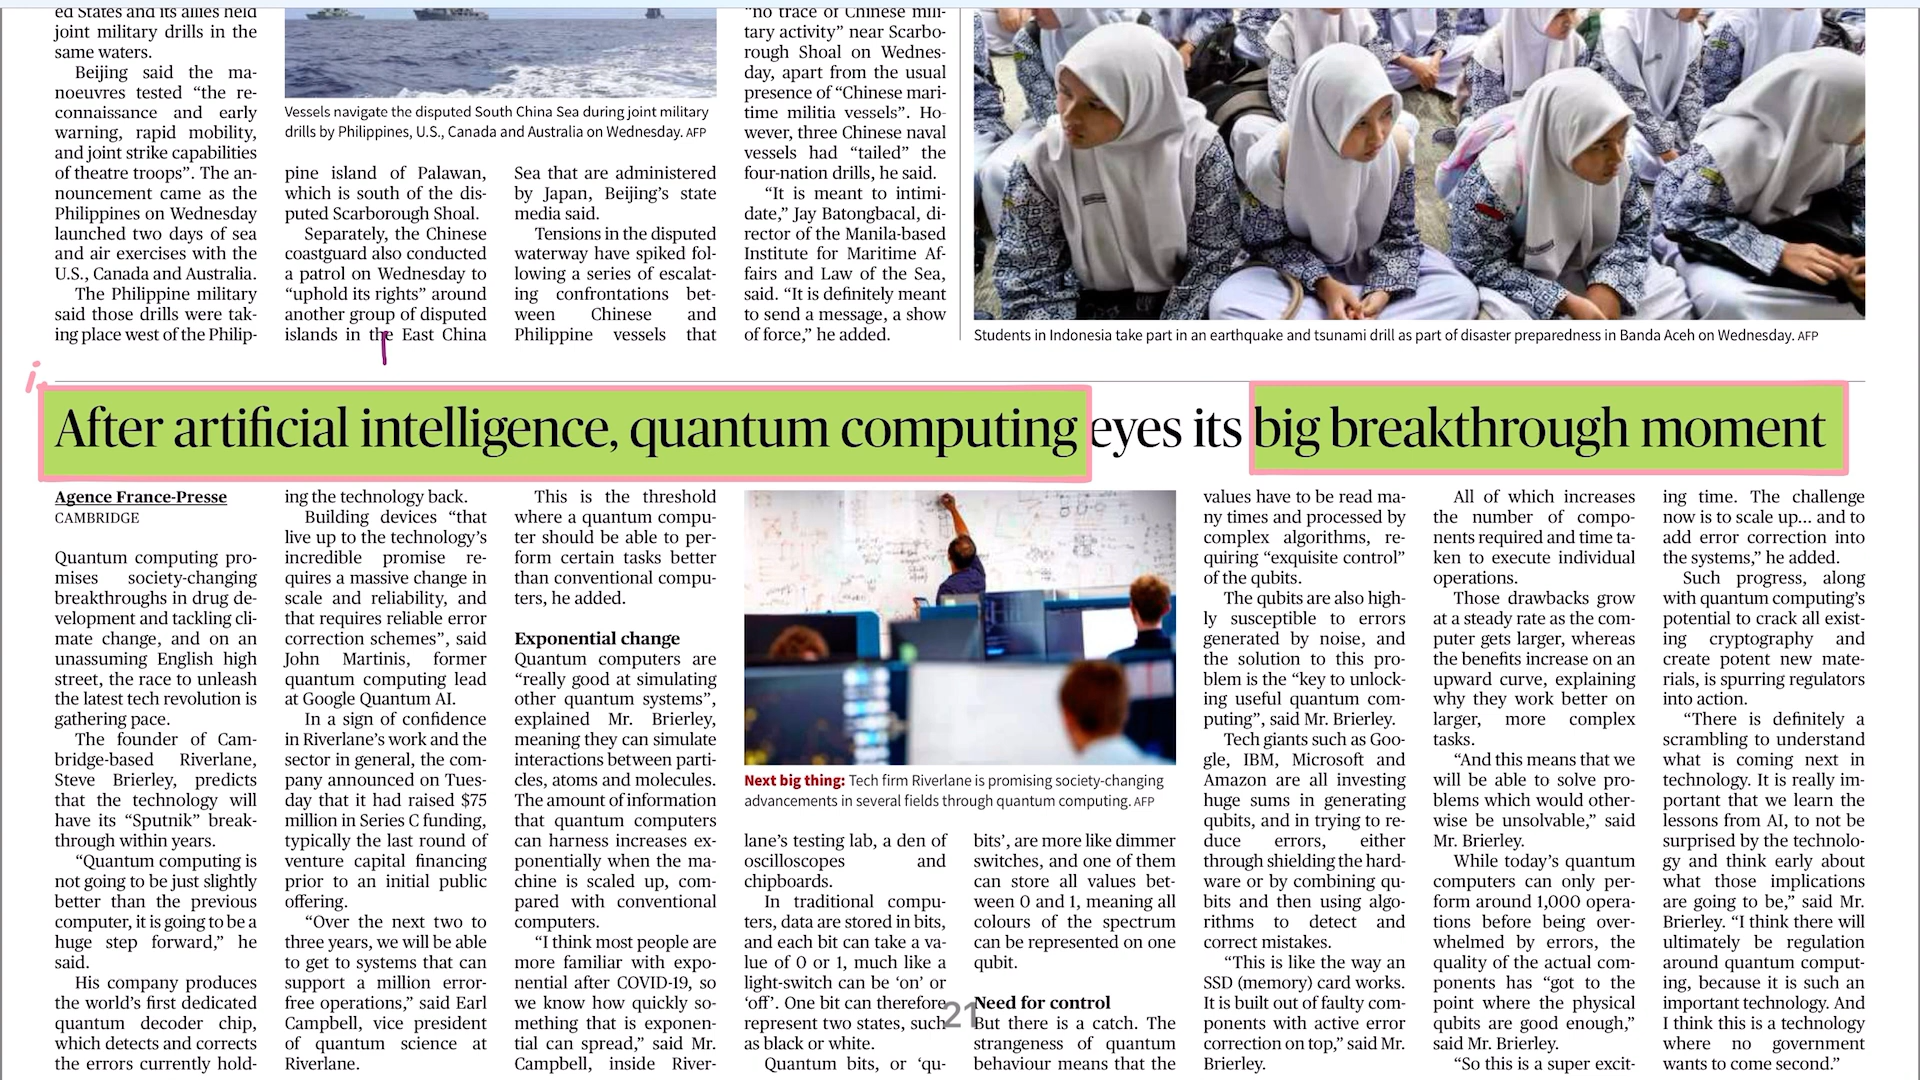 ed States and its allies held
joint military drills in the
same waters.
Beijing said the ma-
noeuvres tested “the re-
connaissance and early
warning, rapid mobility,
and joint strike capabilities
of theatre troops”. The an-
nouncement came as the
Philippines on Wednesday
launched two days of sea
and air exercises with the
U.S., Canada and Australia.
The Philippine military
said those drills were tak-
ing place west of the Philip-
Vessels navigate the disputed South China Sea during joint military
drills by Philippines, U.S., Canada and Australia on Wednesday. AFP
pine island of Palawan,
which is south of the dis-
puted Scarborough Shoal.
Separately, the Chinese
coastguard also conducted
a patrol on Wednesday to
“uphold its rights” around
another group of disputed
islands in the East China
Sea that are administered
by Japan, Beijing’s state
media said.
Tensions in the disputed
waterway have spiked fol-
lowing a series of escalat-
ing confrontations bet-
ween Chinese and
Philippine vessels that
“no trace of Chinese mili-
tary activity” near Scarbo-
rough Shoal on Wednes-
day, apart from the usual
presence of “Chinese mari-
time militia vessels”. Ho-
wever, three Chinese naval
vessels had “tailed” the
four-nation drills, he said.
“It is meant to intimi-
date,” Jay Batongbacal, di-
rector of the Manila-based
Institute for Maritime Af-
fairs and Law of the Sea,
said. “It is definitely meant
to send a message, a show
of force,” he added.
Students in Indonesia take part in an earthquake and tsunami drill as part of disaster preparedness in Banda Aceh on Wednesday. AFP
i.
After artificial intelligence, quantum computing eyes its big breakthrough moment
Agence France-Presse
CAMBRIDGE
Quantum computing pro-
mises society-changing
breakthroughs in drug de-
velopment and tackling cli-
mate change, and on an
unassuming English high
street, the race to unleash
the latest tech revolution is
gathering pace.
The founder of Cam-
bridge-based Riverlane,
Steve Brierley, predicts
that the technology will
have its “Sputnik” break-
through within years.
“Quantum computing is
not going to be just slightly
better than the previous
computer, it is going to be a
huge step forward,” he
said.
His company produces
the world’s first dedicated
quantum decoder chip,
which detects and corrects
the errors currently hold-
ing the technology back.
Building devices “that
live up to the technology’s
incredible promise re-
quires a massive change in
scale and reliability, and
that requires reliable error
correction schemes”, said
John Martinis, former
quantum computing lead
at Google Quantum AI.
In a sign of confidence
in Riverlane’s work and the
sector in general, the com-
pany announced on Tues-
day that it had raised $75
million in Series C funding,
typically the last round of
venture capital financing
prior to an initial public
offering.
“Over the next two to
three years, we will be able
to get to systems that can
support a million error-
free operations,” said Earl
Campbell, vice president
of quantum science at
Riverlane.
This is the threshold
where a quantum compu-
ter should be able to per-
form certain tasks better
than conventional compu-
ters, he added.
Exponential change
Quantum computers are
“really good at simulating
other quantum systems”,
explained Mr. Brierley,
meaning they can simulate
interactions between parti-
cles, atoms and molecules.
The amount of information
that quantum computers
can harness increases ex-
ponentially when the ma-
chine is scaled up, com-
pared with conventional
computers.
“I think most people are
more familiar with expo-
nential after COVID-19, so
we know how quickly so-
mething that is exponen-
tial can spread,” said Mr.
Campbell, inside River-
Next big thing: Tech firm Riverlane is promising society-changing
advancements in several fields through quantum computing. AFP
lane’s testing lab, a den of
oscilloscopes and
chipboards.
In traditional compu-
ters, data are stored in bits,
and each bit can take a va-
lue of 0 or 1, much like a
light-switch can be ‘on’ or
‘off’. One bit can therefore
represent two states, such
as black or white.
Quantum bits, or ‘qu-
bits’, are more like dimmer
switches, and one of them
can store all values bet-
ween 0 and 1, meaning all
colours of the spectrum
can be represented on one
qubit.
Need for control
But there is a catch. The
strangeness of quantum
behaviour means that the
21
values have to be read ma-
ny times and processed by
complex algorithms, re-
quiring “exquisite control”
of the qubits.
The qubits are also high-
ly susceptible to errors
generated by noise, and
the solution to this pro-
blem is the “key to unlock-
ing useful quantum com-
puting”, said Mr. Brierley.
Tech giants such as Goo-
gle, IBM, Microsoft and
Amazon are all investing
huge sums in generating
qubits, and in trying to re-
duce errors, either
through shielding the hard-
ware or by combining qu-
bits and then using algo-
rithms to detect and
correct mistakes.
“This is like the way an
SSD (memory) card works.
It is built out of faulty com-
ponents with active error
correction on top,” said Mr.
Brierley.
All of which increases
the number of compo-
nents required and time ta-
ken to execute individual
operations.
Those drawbacks grow
at a steady rate as the com-
puter gets larger, whereas
the benefits increase on an
upward curve, explaining
why they work better on
larger, more complex
tasks.
“And this means that we
will be able to solve pro-
blems which would other-
wise be unsolvable,” said
Mr. Brierley.
While today’s quantum
computers can only per-
form around 1,000 opera-
tions before being over-
whelmed by errors, the
quality of the actual com-
ponents has “got to the
point where the physical
qubits are good enough,”
said Mr. Brierley.
“So this is a super excit-
ing time. The challenge
now is to scale up... and to
add error correction into
the systems,” he added.
Such progress, along
with quantum computing’s
potential to crack all exist-
ing cryptography and
create potent new mate-
rials, is spurring regulators
into action.
“There is definitely a
scrambling to understand
what is coming next in
technology. It is really im-
portant that we learn the
lessons from AI, to not be
surprised by the technolo-
gy and think early about
what those implications
are going to be,” said Mr.
Brierley. “I think there will
ultimately be regulation
around quantum comput-
ing, because it is such an
important technology. And
I think this is a technology
where no government
wants to come second.”